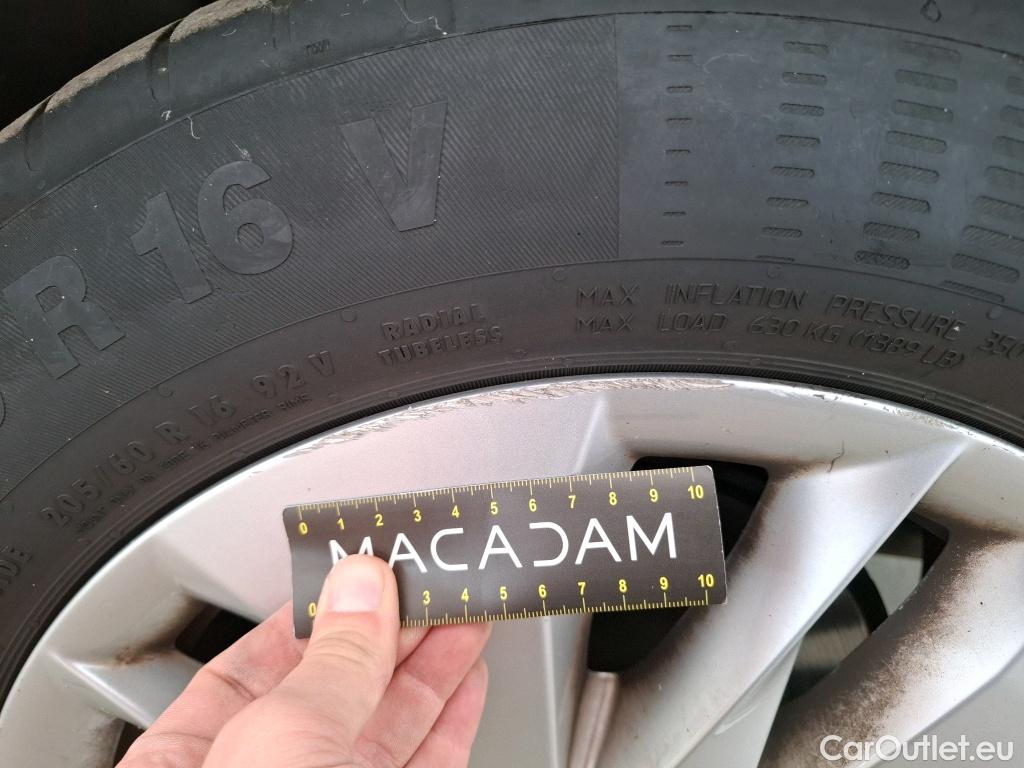 R 16 V
RADIAL
TUBELESS
MAX INFLATION PRESSURE 350
MAX LOAD 630 KG (1389 LB)
205/60 R 16 92 V
0 1 2 3 4 5 6 7 8 9 10
MACADAM
0 3 4 5 6 7 8 9 10
CarOutlet.eu